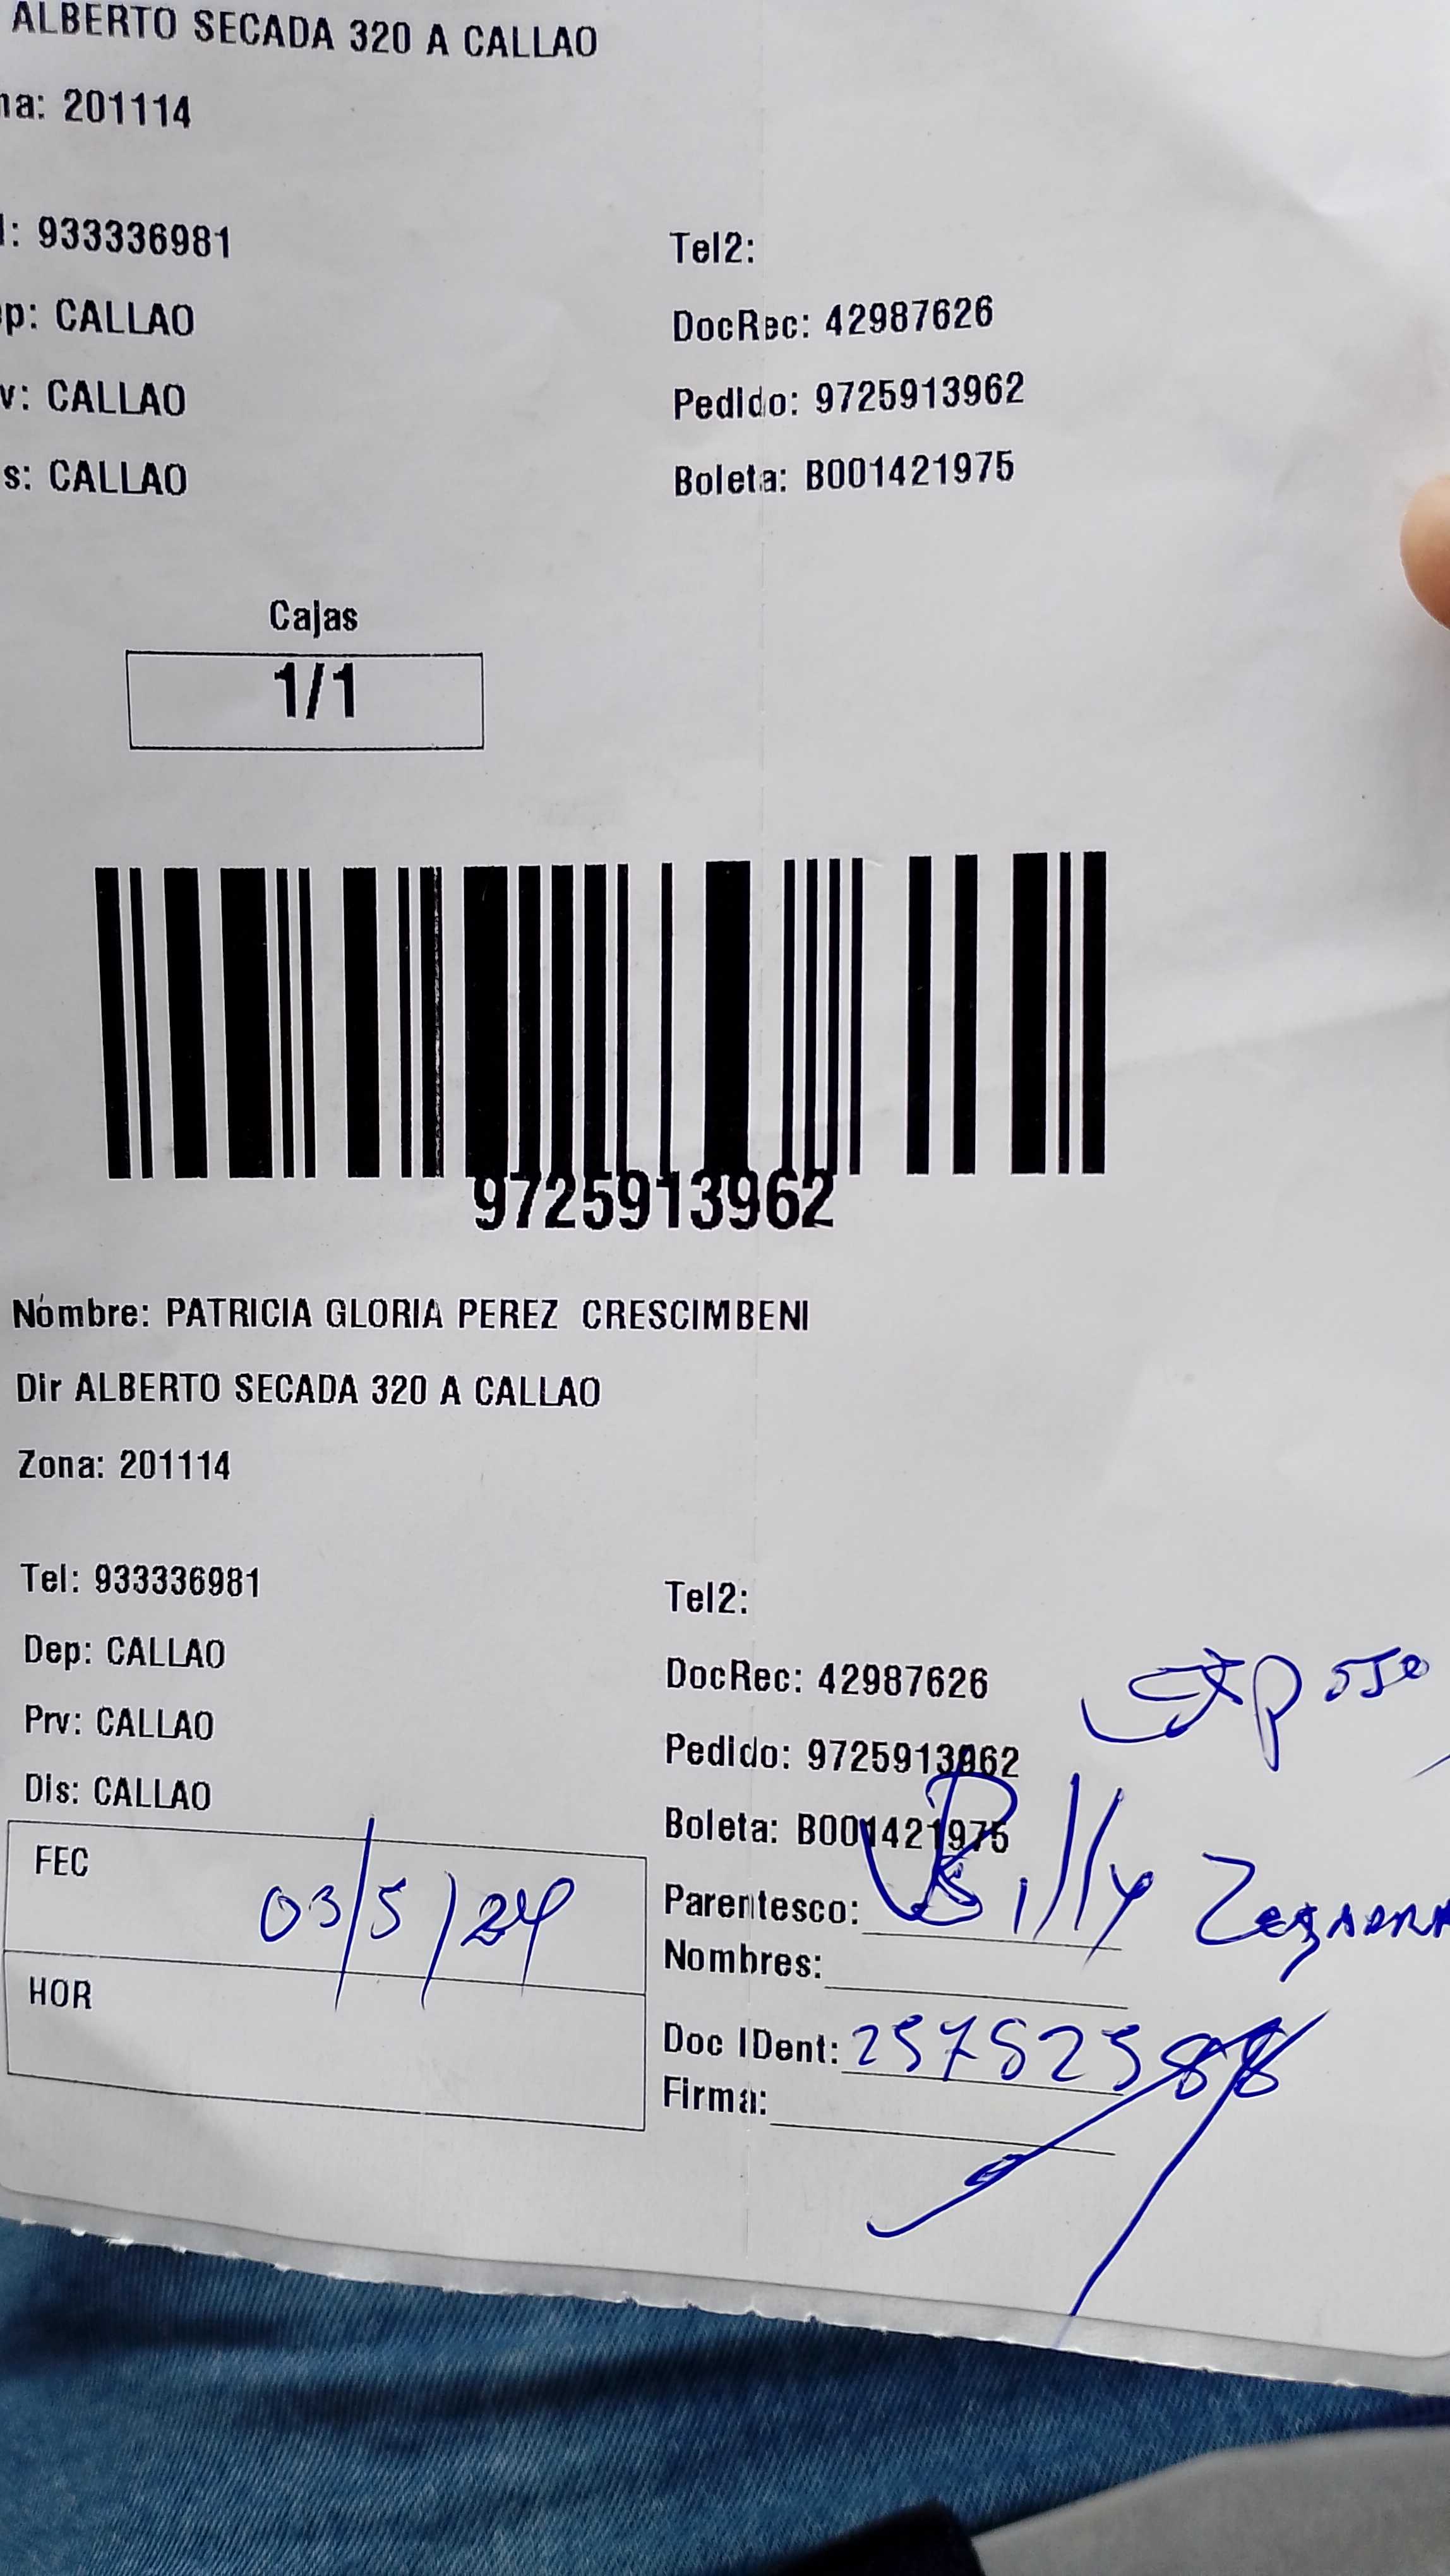 ALBERTO SECADA 320 A CALLAO
na: 201114
l: 933336981
Tel2:
p: CALLAO
DocRec: 42987626
v: CALLAO
Pedido: 9725913962
s: CALLAO
Boleta: B001421975
Cajas
1/1
9725913962
Nombre: PATRICIA GLORIA PEREZ CRESCIMBENI
Dir ALBERTO SECADA 320 A CALLAO
Zona: 201114
Tel: 933336981
Tel2:
Dep: CALLAO
DocRec: 42987626
Esposo
Prv: CALLAO
Pedido: 9725913962
Dis: CALLAO
Boleta: B001421975
FEC 03/5/24
Parentesco: Billy
Nombres:
HOR
Doc IDent:
Firma: